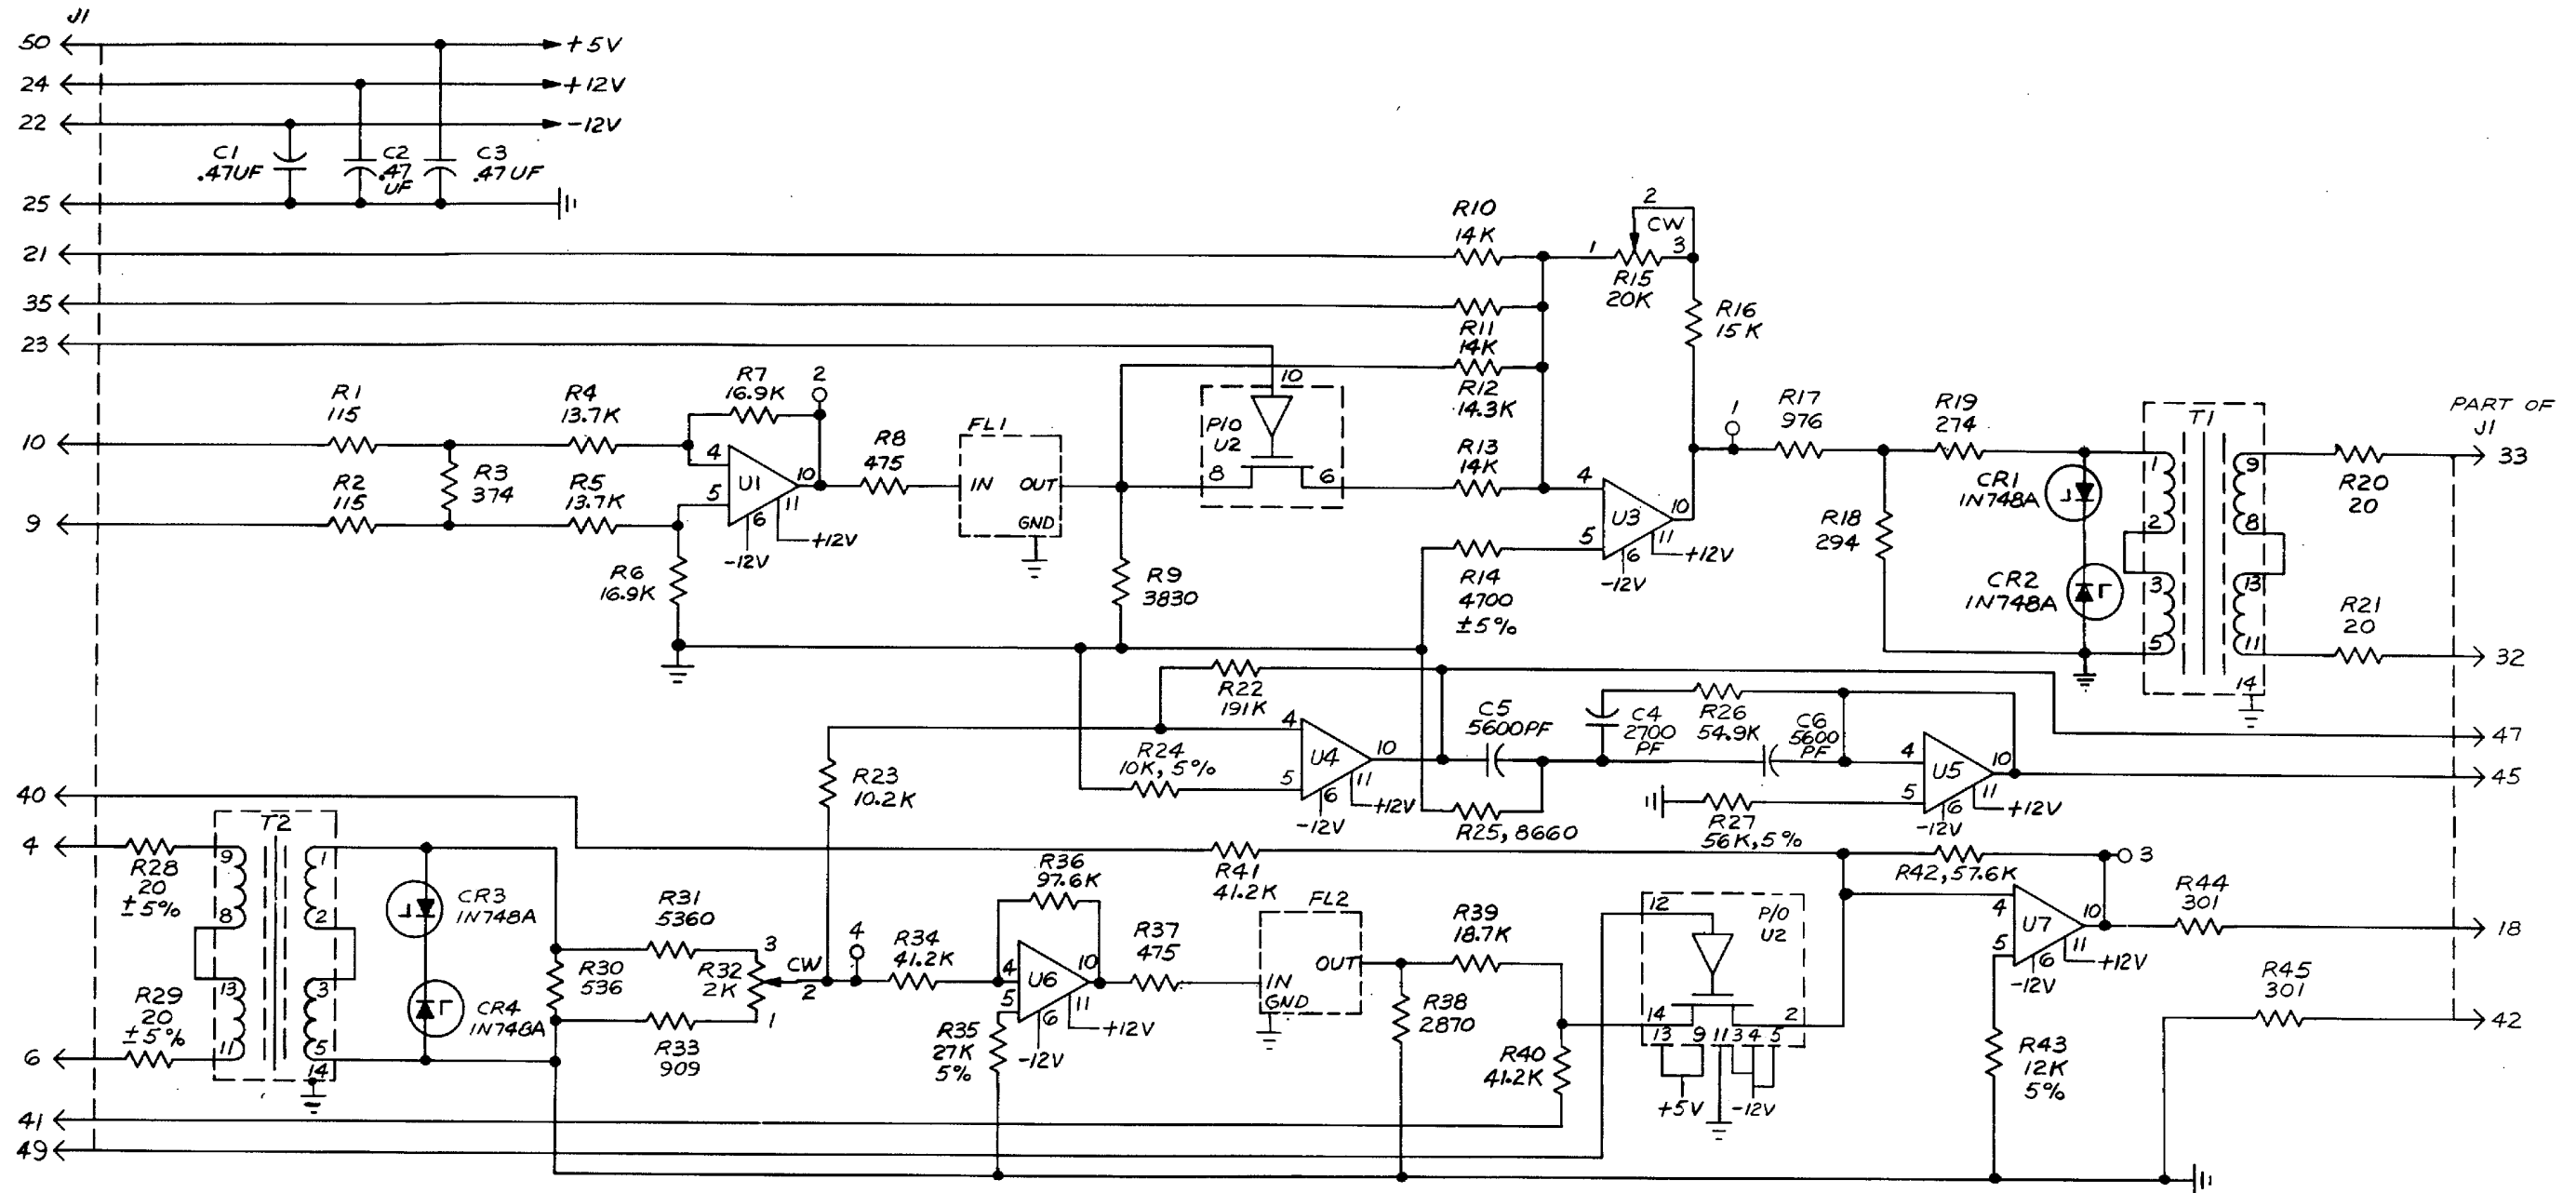 J1
50 +5V
24 +12V
22 -12V
C1
.47UF
C2
.47
UF
C3
.47UF
25
21
R10
14K
2
CW
1 3
R15
20K
35
R11
14K
R16
15K
23
R12
14.3K
10
P/O
U2
8 6
R13
14K
10
R1
115
R2
115
9
R3
374
R4
13.7K
R5
13.7K
R7
16.9K
2
4
5
U1
10
6
11
-12V
+12V
R6
16.9K
R8
475
FL1
IN OUT
GND
R9
3830
4
5
U3
10
6
11
-12V
+12V
R14
4700
±5%
1
R17
976
R19
274
R18
294
CR1
1N748A
CR2
1N748A
T1
1
2
3
5
9
8
13
11
14
PART OF
J1
R20
20
33
R21
20
32
R22
191K
R23
10.2K
R24
10K, 5%
4
5
U4
10
6
11
-12V
+12V
C5
5600PF
C4
2700
PF
R26
54.9K
C6
5600
PF
R25, 8660
R27
56K, 5%
4
5
U5
10
6
11
-12V
+12V
47
45
40
4
R28
20
±5%
R29
20
±5%
6
T2
9
8
13
11
1
2
3
5
14
CR3
1N748A
CR4
1N748A
R30
536
R31
5360
R32
2K
3
CW
2
1
R33
909
4
R34
41.2K
R36
97.6K
4
5
U6
10
6
11
-12V
+12V
R35
27K
5%
R37
475
FL2
OUT
IN
GND
R38
2870
R39
18.7K
R40
41.2K
R41
41.2K
12
P/O
U2
14 2
13 9 11 3 4 5
+5V -12V
R42, 57.6K
3
4
5
U7
10
6
11
-12V
+12V
R43
12K
5%
R44
301
18
R45
301
42
41
49